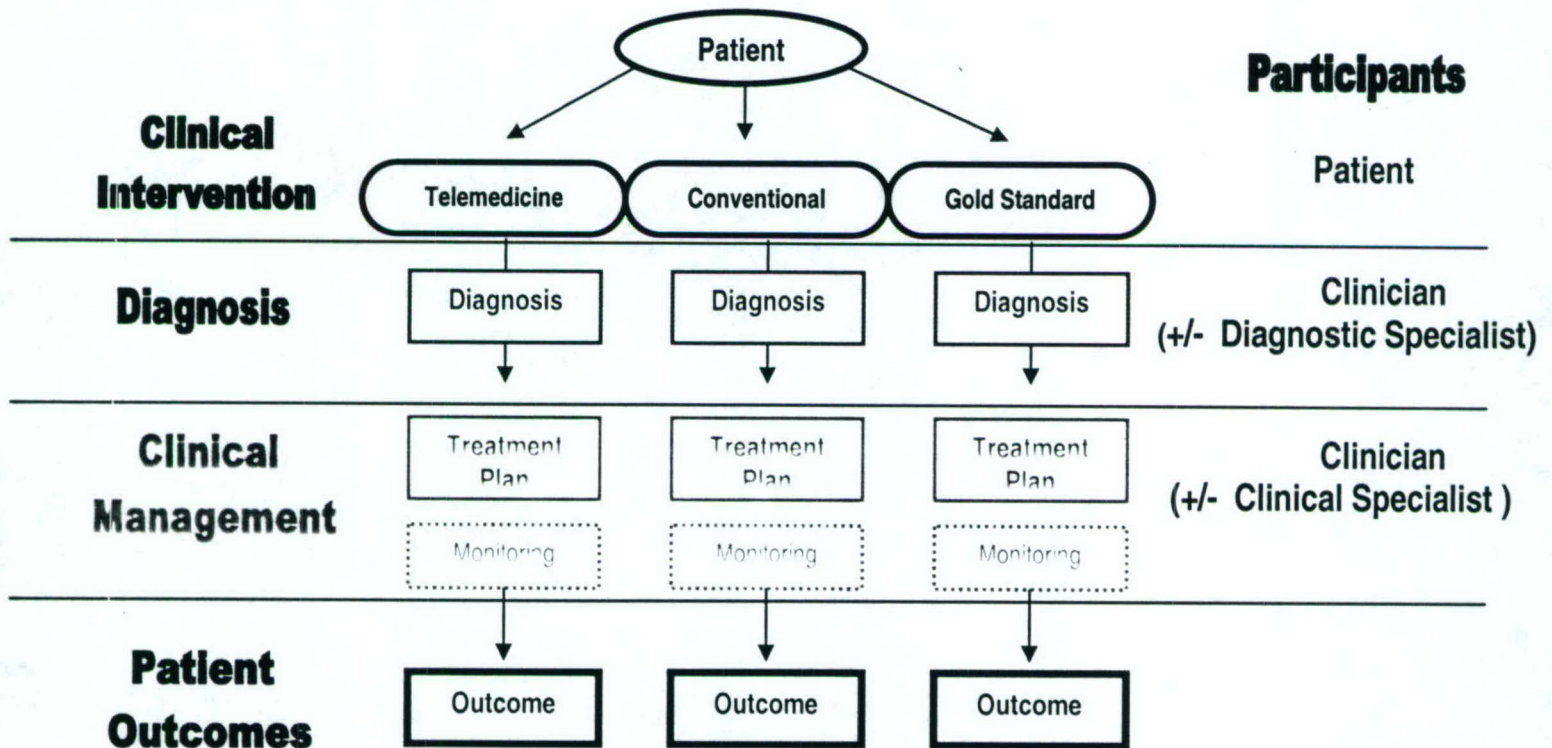 Patient
Participants
Clinical
Intervention
Telemedicine
Conventional
Gold Standard
Patient
Diagnosis
Diagnosis
Diagnosis
Diagnosis
Clinician
(+/- Diagnostic Specialist)
Clinical
Management
Treatment
Plan
Treatment
Plan
Treatment
Plan
Clinician
(+/- Clinical Specialist )
Monitoring
Monitoring
Monitoring
Patient
Outcomes
Outcome
Outcome
Outcome